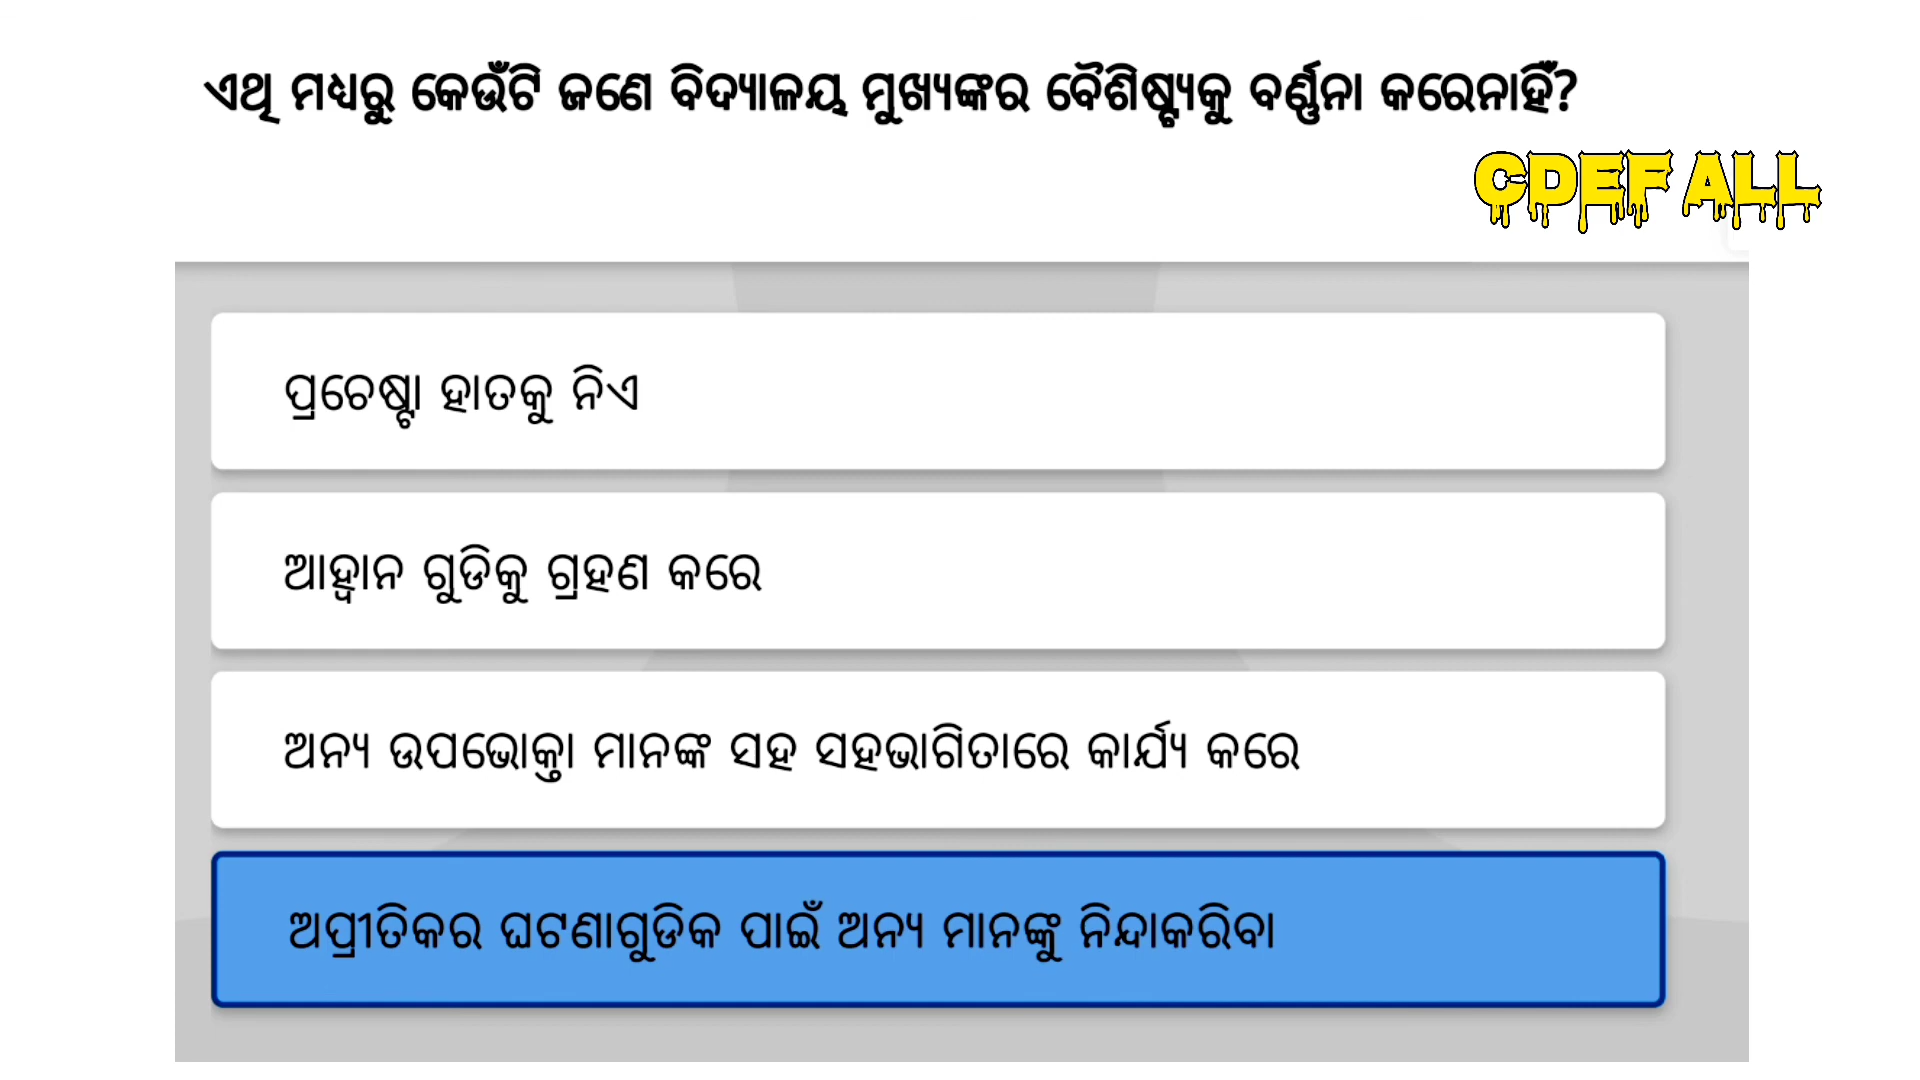 ଏଥି ମଧ୍ଯରୁ କେଉଁଟି ଜଣେ ବିଦ୍ୟାଳୟ ମୁଖ୍ୟଙ୍କର ବୈଶିଷ୍ଟ୍ୟକୁ ବର୍ଣ୍ଣନା କରେନାହିଁ?
CDEF ALL
ପ୍ରଚେଷ୍ଟା ହାତକୁ ନିଏ
ଆହ୍ୱାନ ଗୁଡିକୁ ଗ୍ରହଣ କରେ
ଅନ୍ୟ ଉପଭୋକ୍ତା ମାନଙ୍କ ସହ ସହଭାଗିତାରେ କାର୍ଯ୍ୟ କରେ
ଅପ୍ରୀତିକର ଘଟଣାଗୁଡିକ ପାଇଁ ଅନ୍ୟ ମାନଙ୍କୁ ନିନ୍ଦାକରିବା